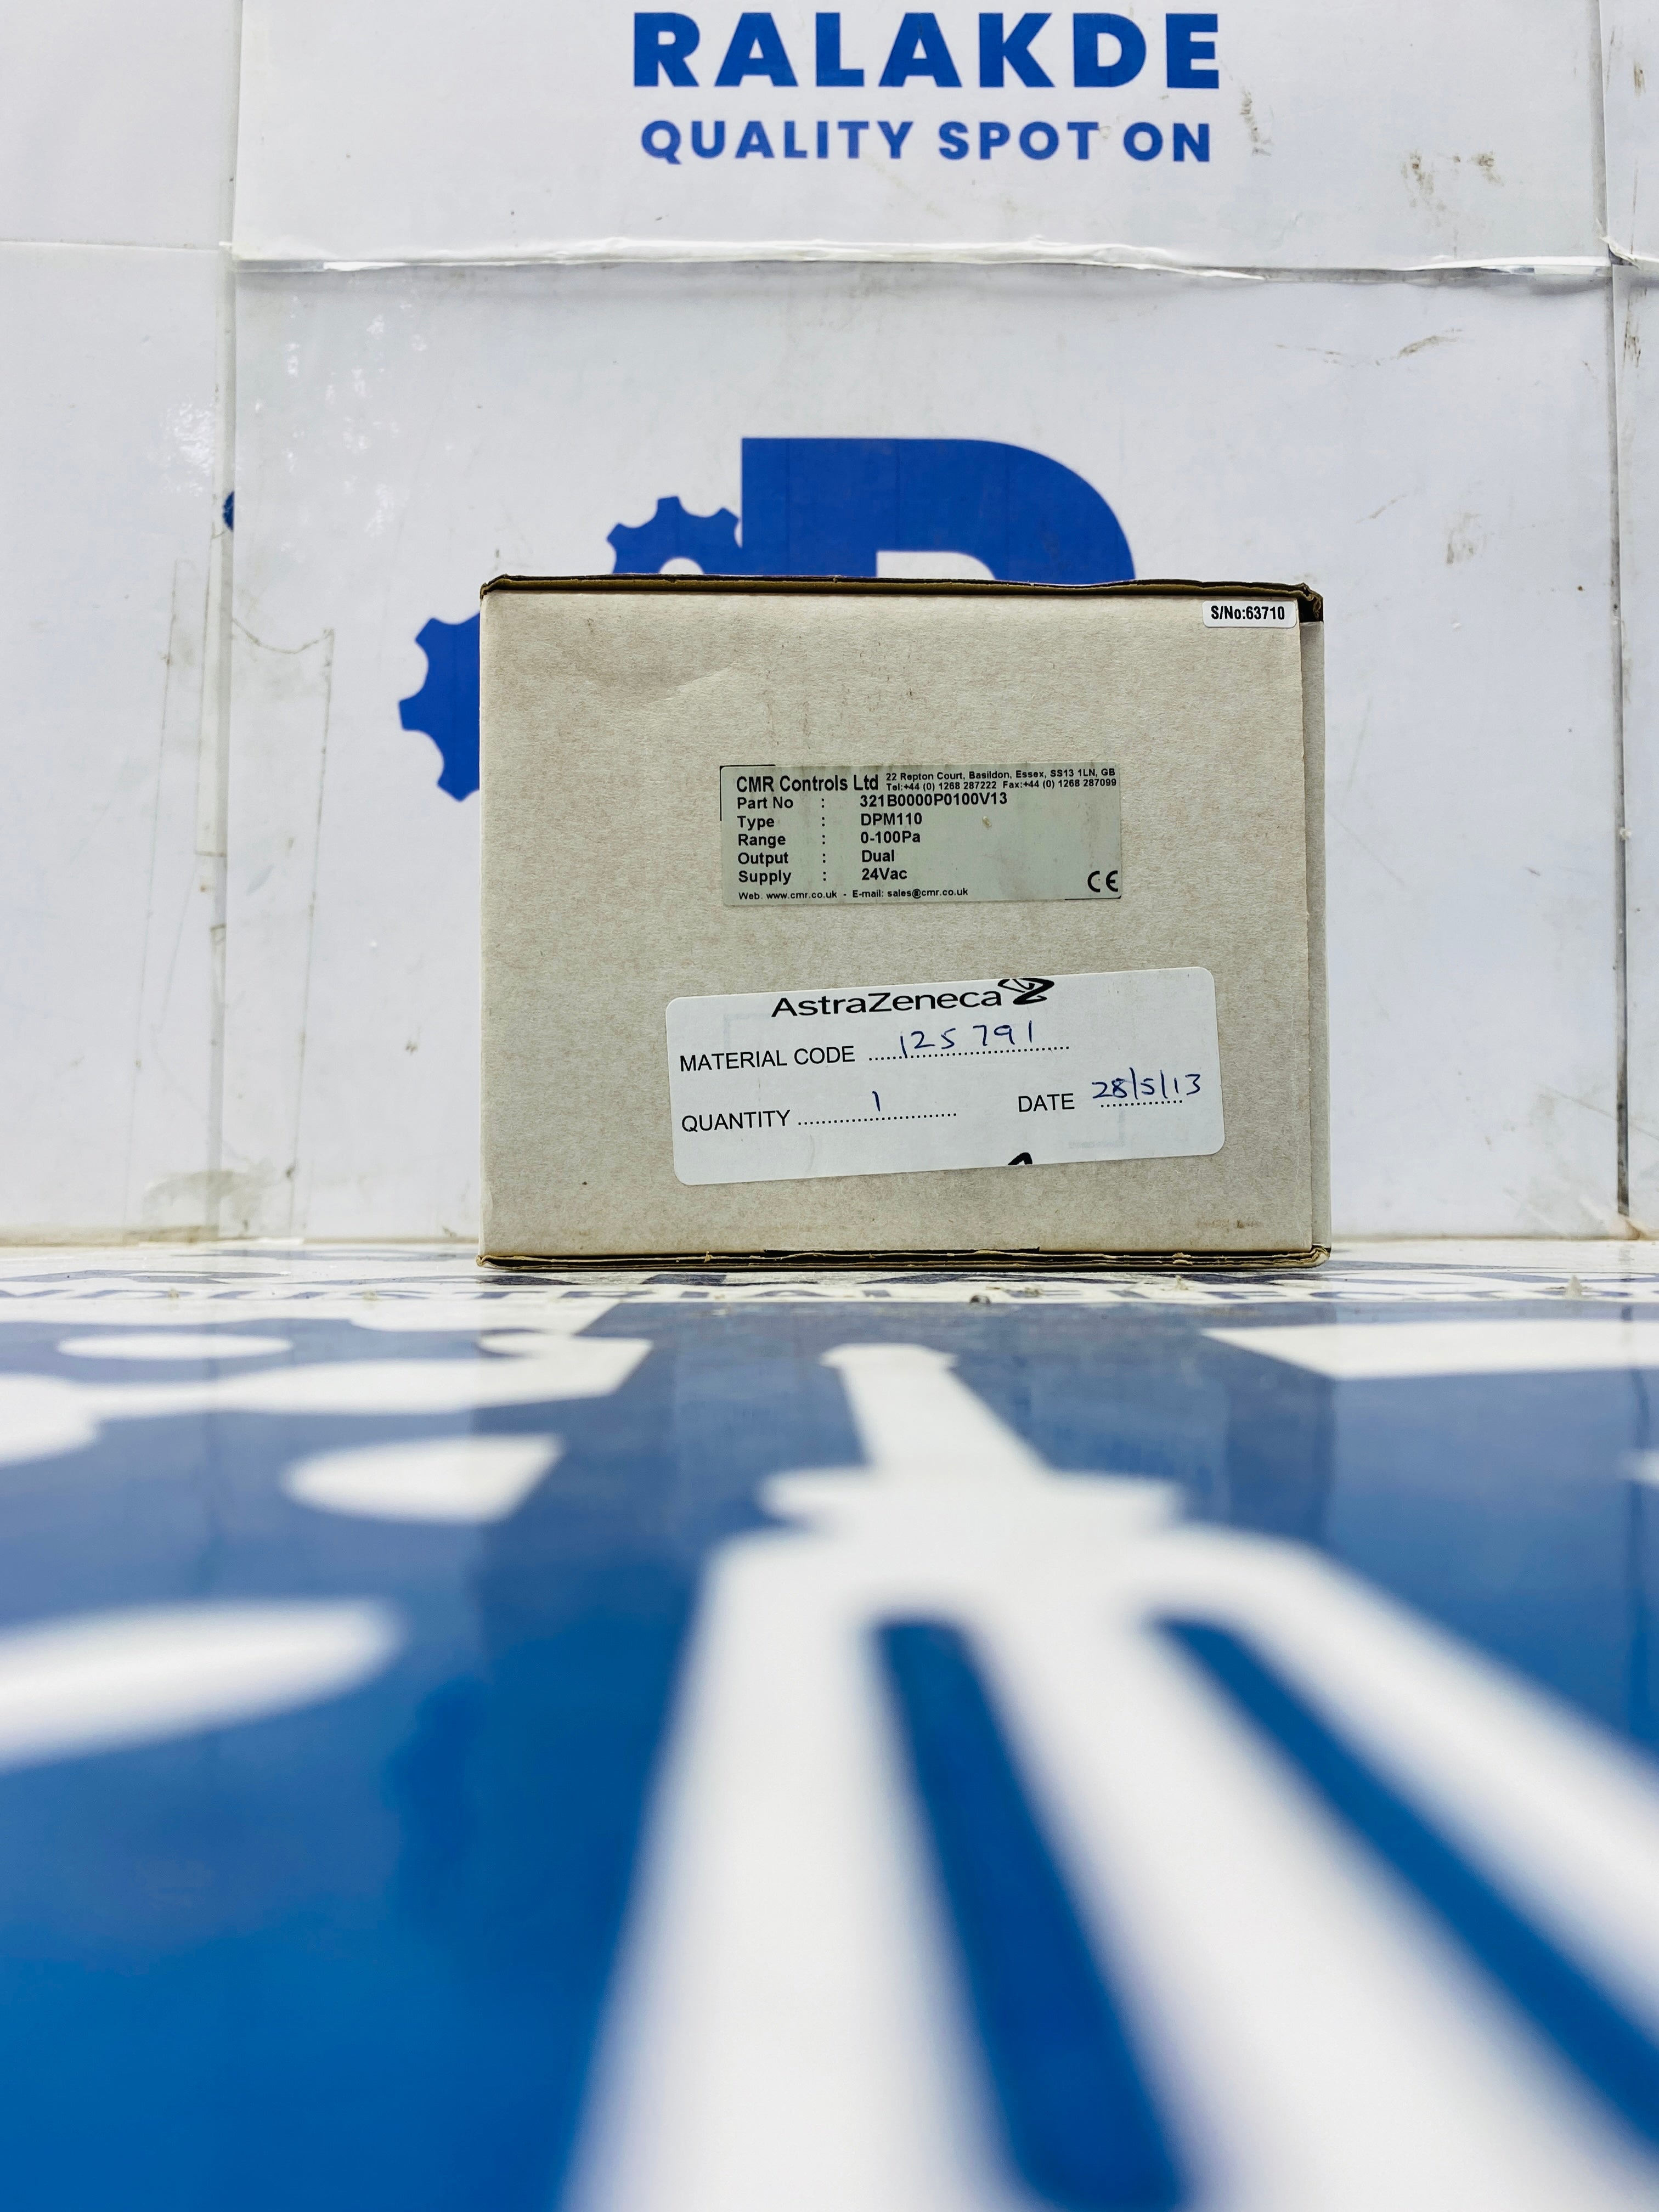 RALAKDE
QUALITY SPOT ON
S/No:63710
CMR Controls Ltd 22 Repton Court, Basildon, Essex, SS13 1LN, GB
Tel:+44 (0) 1268 287222 Fax:+44 (0) 1268 287099
Part No : 321B0000P0100V13
Type : DPM110
Range : 0-100Pa
Output : Dual
Supply : 24Vac
CE
Web. www.cmr.co.uk - E-mail: sales@cmr.co.uk
AstraZeneca
MATERIAL CODE 125791
QUANTITY 1 DATE 28/5/13